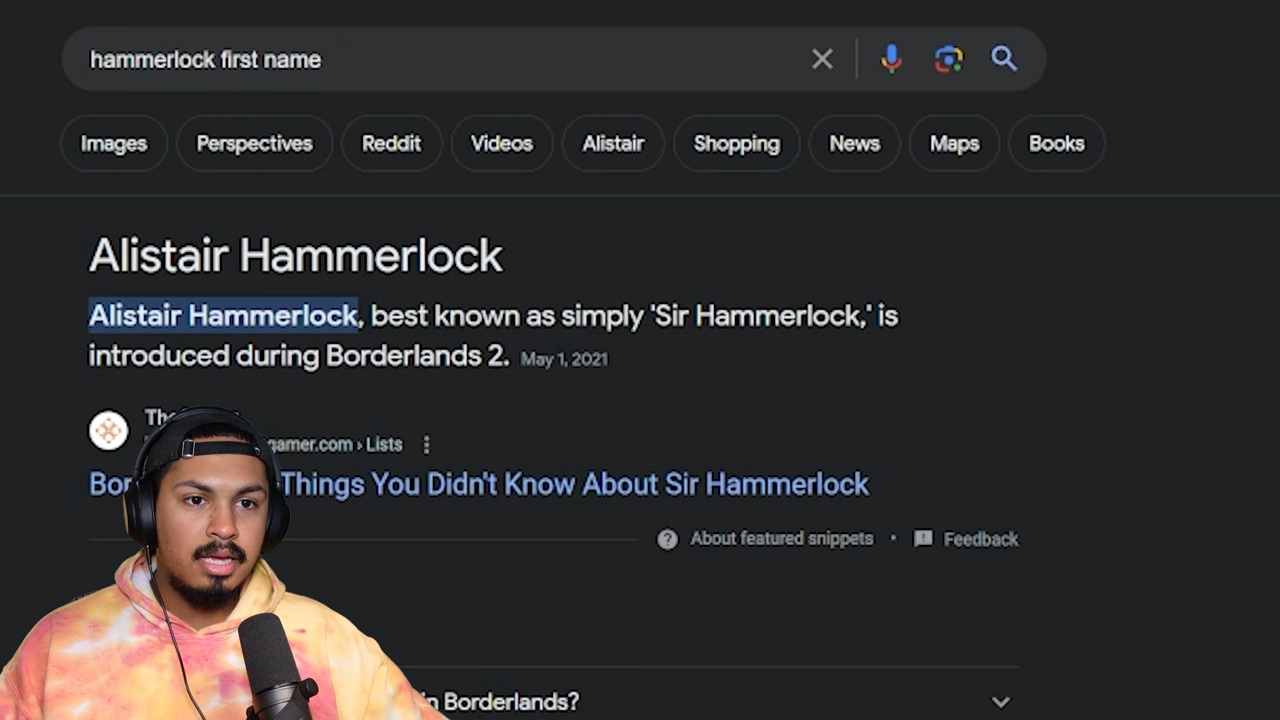 hammerlock first name
Images Perspectives Reddit Videos Alistair Shopping News Maps Books
Alistair Hammerlock
Alistair Hammerlock, best known as simply 'Sir Hammerlock,' is
introduced during Borderlands 2. May 1, 2021
gamer.com › Lists
Things You Didn't Know About Sir Hammerlock
About featured snippets • Feedback
in Borderlands?